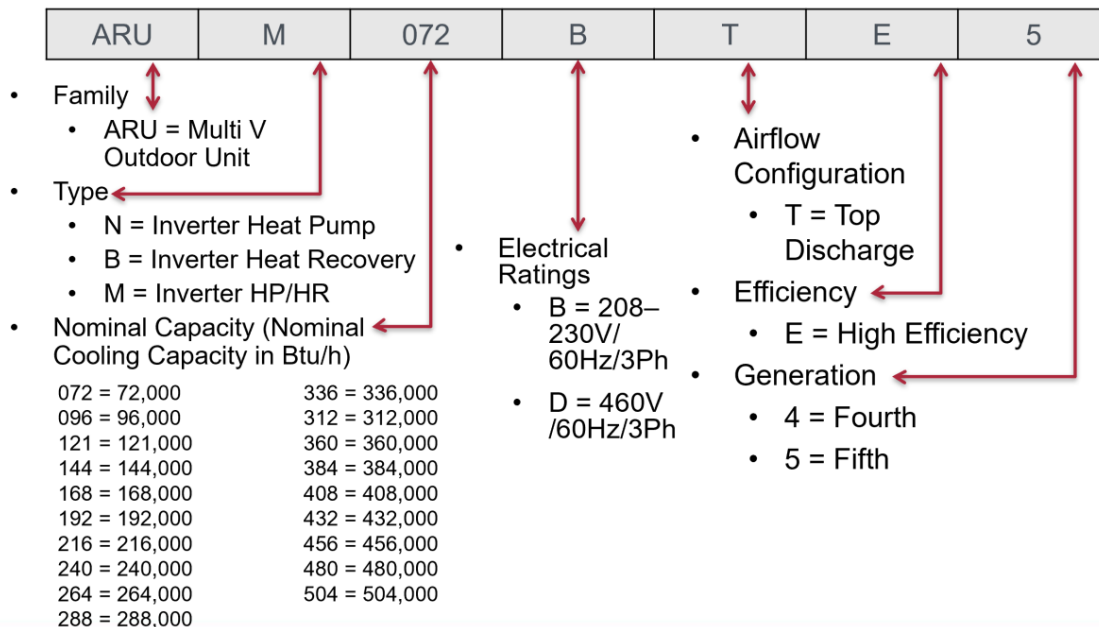 ARU M 072 B T E 5
• Family
• ARU = Multi V
Outdoor Unit
• Type
• N = Inverter Heat Pump
• B = Inverter Heat Recovery
• M = Inverter HP/HR
• Nominal Capacity (Nominal
Cooling Capacity in Btu/h)
072 = 72,000
096 = 96,000
121 = 121,000
144 = 144,000
168 = 168,000
192 = 192,000
216 = 216,000
240 = 240,000
264 = 264,000
288 = 288,000
336 = 336,000
312 = 312,000
360 = 360,000
384 = 384,000
408 = 408,000
432 = 432,000
456 = 456,000
480 = 480,000
504 = 504,000
• Electrical
Ratings
• B = 208–
230V/
60Hz/3Ph
• D = 460V
/60Hz/3Ph
• Airflow
Configuration
• T = Top
Discharge
• Efficiency
• E = High Efficiency
• Generation
• 4 = Fourth
• 5 = Fifth